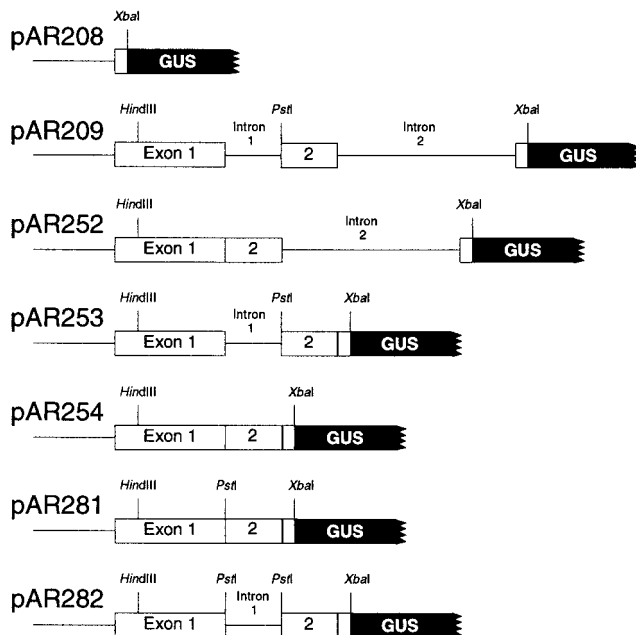 XbaI
pAR208
GUS
HindIII PstI XbaI
pAR209
Intron 1
Intron 2
Exon 1 2 GUS
HindIII XbaI
pAR252
Intron 2
Exon 1 2 GUS
HindIII PstI XbaI
pAR253
Intron 1
Exon 1 2 GUS
HindIII XbaI
pAR254
Exon 1 2 GUS
HindIII PstI XbaI
pAR281
Exon 1 2 GUS
HindIII PstI PstI XbaI
pAR282
Intron 1
Exon 1 2 GUS